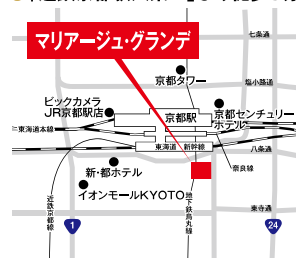 マリアージュ・グランデ
七条通
京都タワー
塩小路通
ビックカメラ
JR京都駅店
京都駅
京都センチュリー
ホテル
東海道本線
東海道 新幹線
八条通
奈良線
新・都ホテル
イオンモールKYOTO
近鉄京都線
地下鉄烏丸線
東寺通
1
24